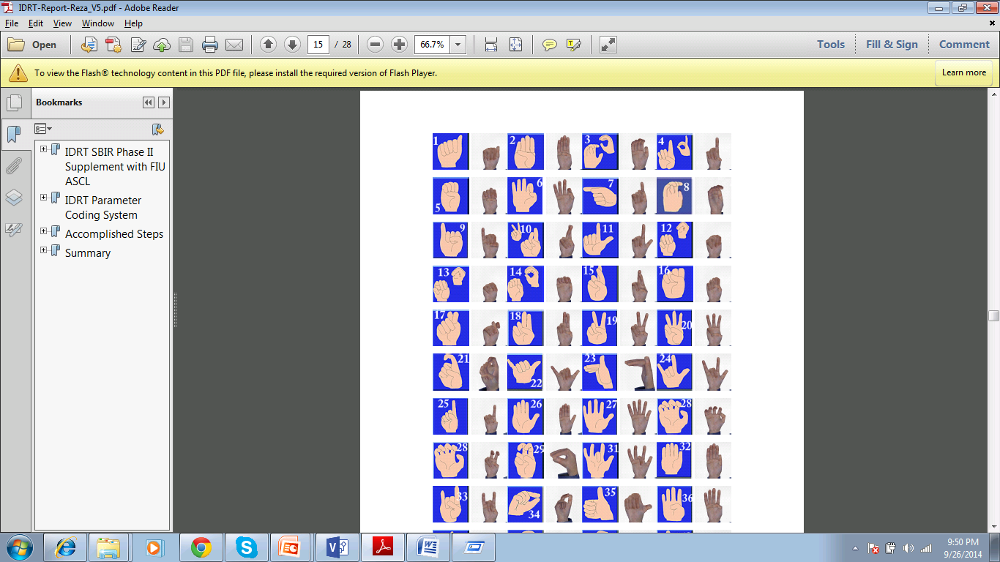 IDRT-Report-Reza_V5.pdf - Adobe Reader
File Edit View Window Help
Open 15 / 28 66.7% Tools Fill & Sign Comment
To view the Flash® technology content in this PDF file, please install the required version of Flash Player. Learn more
Bookmarks
IDRT SBIR Phase II
Supplement with FIU
ASCL
IDRT Parameter
Coding System
Accomplished Steps
Summary
1 2 3 4
5 6 7 8
9 10 11 12
13 14 15 16
17 18 19 20
21 22 23 24
25 26 27 28
28 29 31 32
33 34 35 36
9:50 PM
9/26/2014